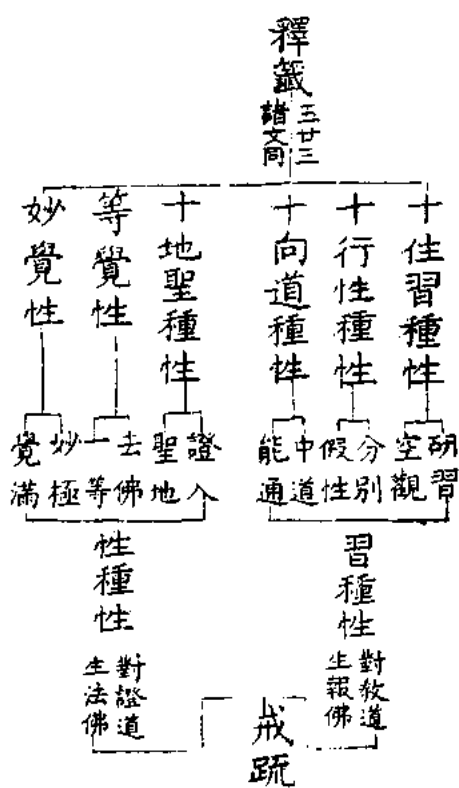 釋籤
三廿三
諸文同
十住習種性
十行性種性
十向道種性
十地聖種性
等覺性
妙覺性
研習
空觀
分別
假性
中道
能通
證入
聖地
去佛
一等
妙極
覺滿
習種性
對教道
生報佛
性種性
對證道
生法佛
戒疏